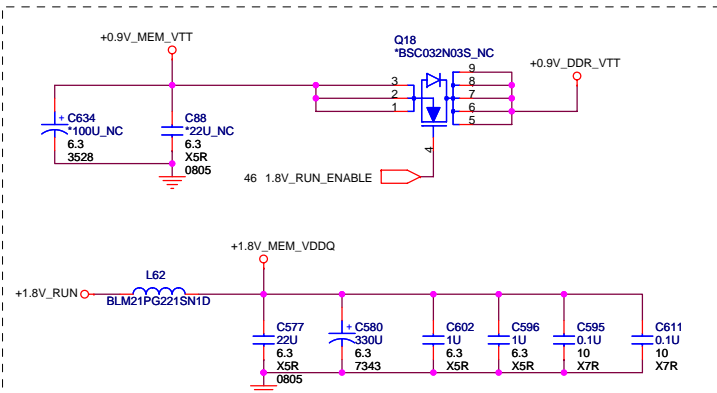 +0.9V_MEM_VTT
Q18
*BSC032N03S_NC
+0.9V_DDR_VTT
3
2
1
9
8
7
6
5
4
+ C634
*100U_NC
6.3
3528
C88
*22U_NC
6.3
X5R
0805
46 1.8V_RUN_ENABLE
+1.8V_MEM_VDDQ
+1.8V_RUN
L62
BLM21PG221SN1D
C577
22U
6.3
X5R
0805
+ C580
330U
6.3
7343
C602
1U
6.3
X5R
C596
1U
6.3
X5R
C595
0.1U
10
X7R
C611
0.1U
10
X7R